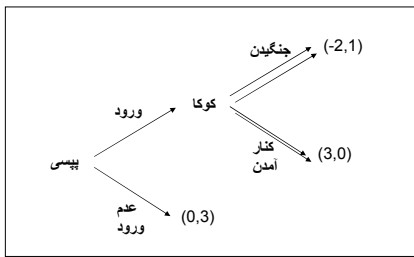 جنگیدن
(-2,1)
کوکا
ورود
کنار
آمدن
(3,0)
پپسی
عدم
ورود
(0,3)